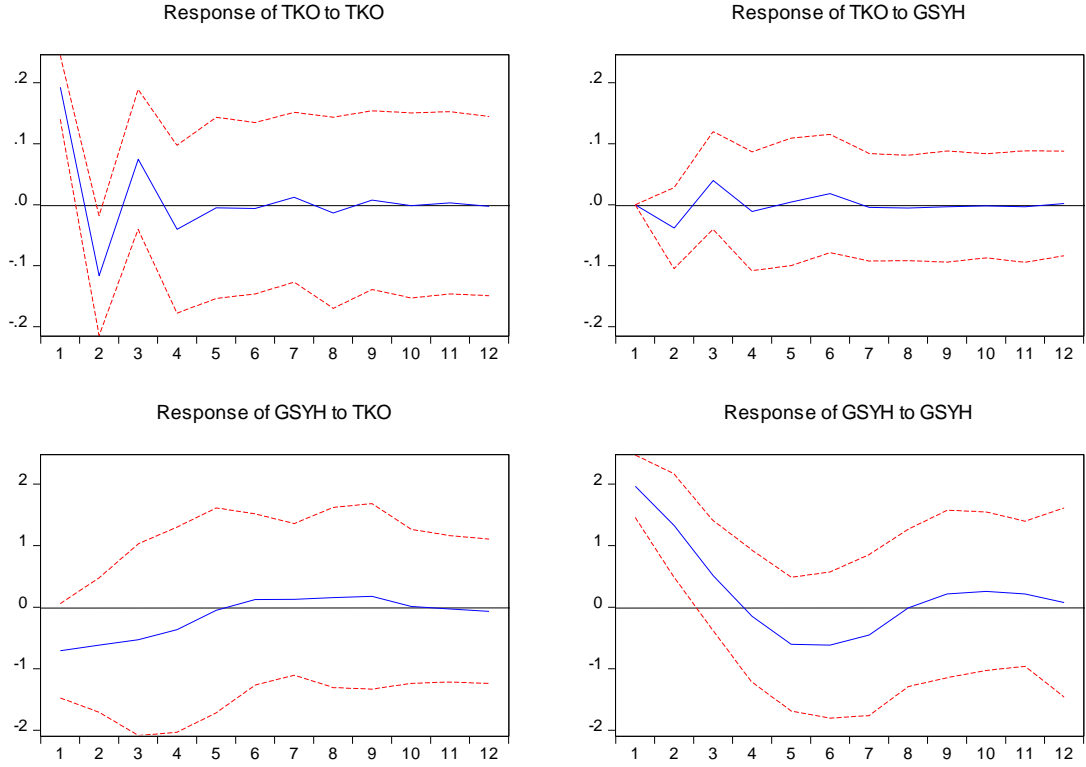 Response of TKO to TKO
.2
.1
.0
-.1
-.2
1 2 3 4 5 6 7 8 9 10 11 12
Response of TKO to GSYH
.2
.1
.0
-.1
-.2
1 2 3 4 5 6 7 8 9 10 11 12
Response of GSYH to TKO
2
1
0
-1
-2
1 2 3 4 5 6 7 8 9 10 11 12
Response of GSYH to GSYH
2
1
0
-1
-2
1 2 3 4 5 6 7 8 9 10 11 12